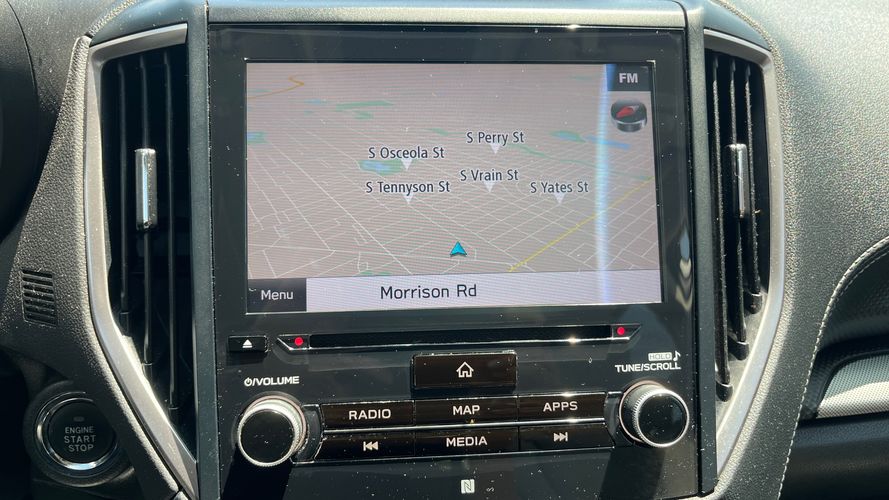 FM
S Perry St
S Osceola St
S Vrain St
S Tennyson St
S Yates St
Menu
Morrison Rd
HOLD
VOLUME
TUNE/SCROLL
RADIO
MAP
APPS
MEDIA
ENGINE
START
STOP
N